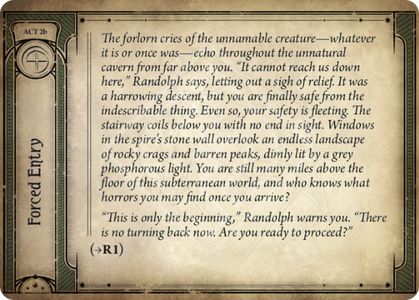 ACT 2b
Forced Entry
The forlorn cries of the unnamable creature—whatever
it is or once was—echo throughout the unnatural
cavern from far above you. “It cannot reach us down
here,” Randolph says, letting out a sigh of relief. It was
a harrowing descent, but you are finally safe from the
indescribable thing. Even so, your safety is fleeting. The
stairway coils below you with no end in sight. Windows
in the spire’s stone wall overlook an endless landscape
of rocky crags and barren peaks, dimly lit by a grey
phosphorous light. You are still many miles above the
floor of this subterranean world, and who knows what
horrors you may find once you arrive?
“This is only the beginning,” Randolph warns you. “There
is no turning back now. Are you ready to proceed?”
(→R1)